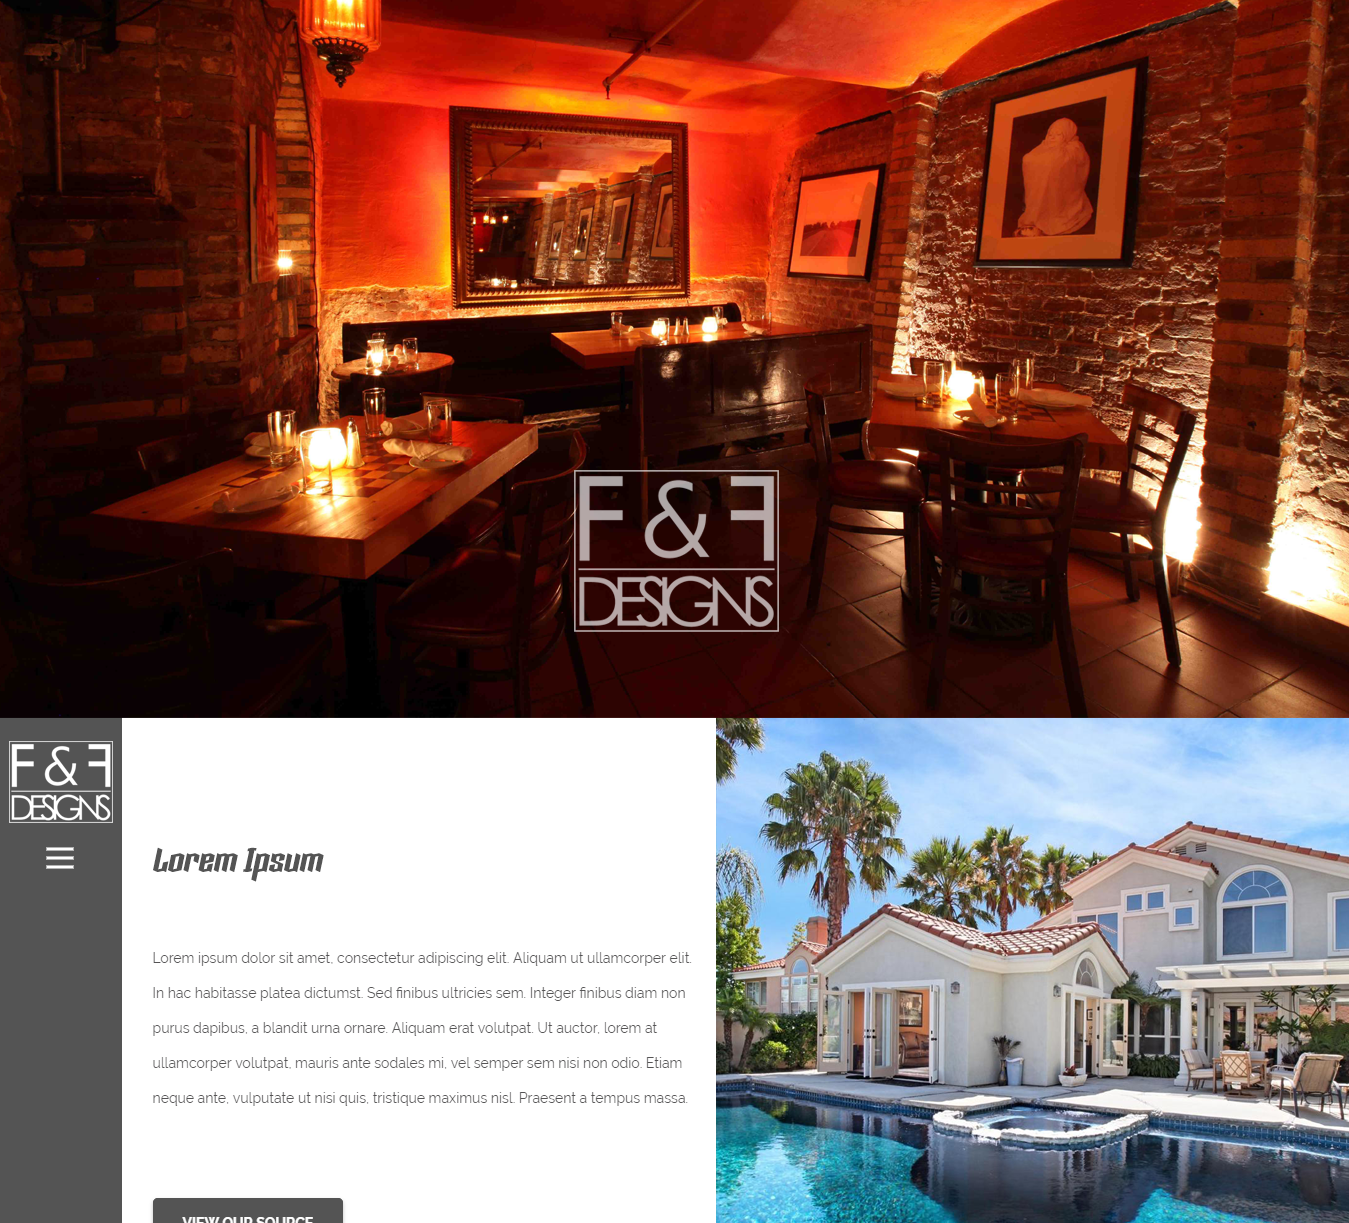 F & F
DESIGNS
F & F
DESIGNS
Lorem Ipsum
Lorem ipsum dolor sit amet, consectetur adipiscing elit. Aliquam ut ullamcorper elit.
In hac habitasse platea dictumst. Sed finibus ultricies sem. Integer finibus diam non
purus dapibus, a blandit urna ornare. Aliquam erat volutpat. Ut auctor, lorem at
ullamcorper volutpat, mauris ante sodales mi, vel semper sem nisi non odio. Etiam
neque ante, vulputate ut nisi quis, tristique maximus nisl. Praesent a tempus massa.
VIEW OUR SOURCE